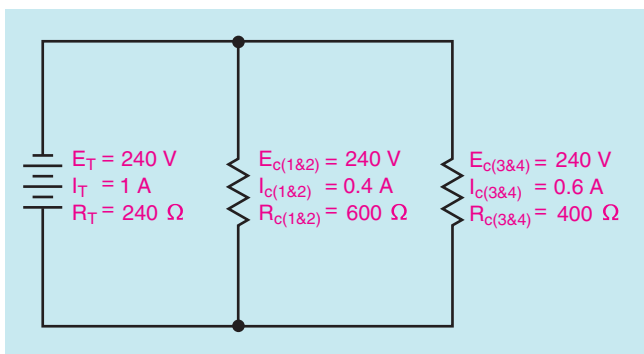 E_T = 240 V
I_T = 1 A
R_T = 240 Ω
E_c(1&2) = 240 V
I_c(1&2) = 0.4 A
R_c(1&2) = 600 Ω
E_c(3&4) = 240 V
I_c(3&4) = 0.6 A
R_c(3&4) = 400 Ω